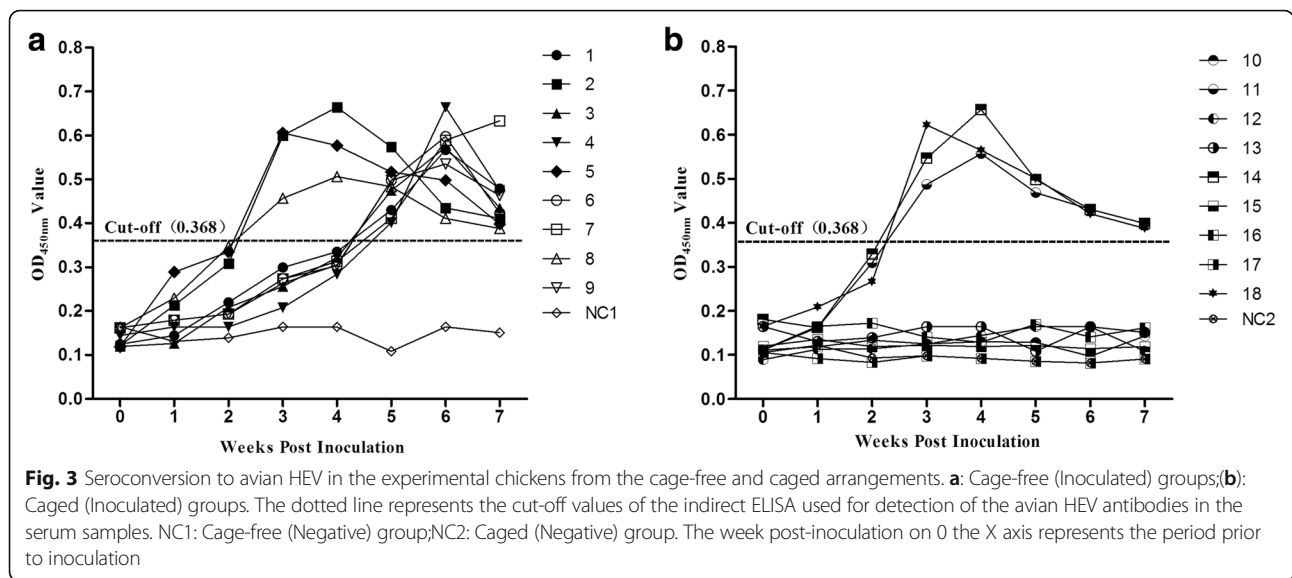 a
0.8
0.7
0.6
0.5
0.4
0.3
0.2
0.1
0.0
OD450nm Value
Cut-off（0.368）
0 1 2 3 4 5 6 7
Weeks Post Inoculation
1
2
3
4
5
6
7
8
9
NC1
b
0.8
0.7
0.6
0.5
0.4
0.3
0.2
0.1
0.0
OD450nm Value
Cut-off（0.368）
0 1 2 3 4 5 6 7
Weeks Post Inoculation
10
11
12
13
14
15
16
17
18
NC2
Fig. 3 Seroconversion to avian HEV in the experimental chickens from the cage-free and caged arrangements. a: Cage-free (Inoculated) groups;(b):
Caged (Inoculated) groups. The dotted line represents the cut-off values of the indirect ELISA used for detection of the avian HEV antibodies in the
serum samples. NC1: Cage-free (Negative) group;NC2: Caged (Negative) group. The week post-inoculation on 0 the X axis represents the period prior
to inoculation